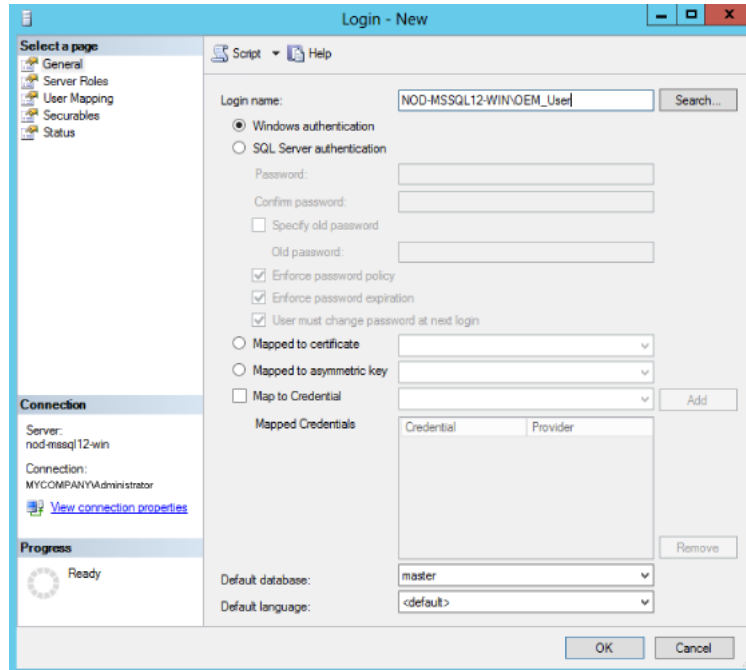 Login - New
Select a page
General
Server Roles
User Mapping
Securables
Status
Script Help
Login name: NOD-MSSQL12-WIN\OEM_User Search...
Windows authentication
SQL Server authentication
Password:
Confirm password:
Specify old password
Old password:
Enforce password policy
Enforce password expiration
User must change password at next login
Mapped to certificate
Mapped to asymmetric key
Map to Credential Add
Mapped Credentials Credential Provider
Remove
Default database: master
Default language: <default>
Connection
Server:
nod-mssql12-win
Connection:
MYCOMPANY\Administrator
View connection properties
Progress
Ready
OK Cancel